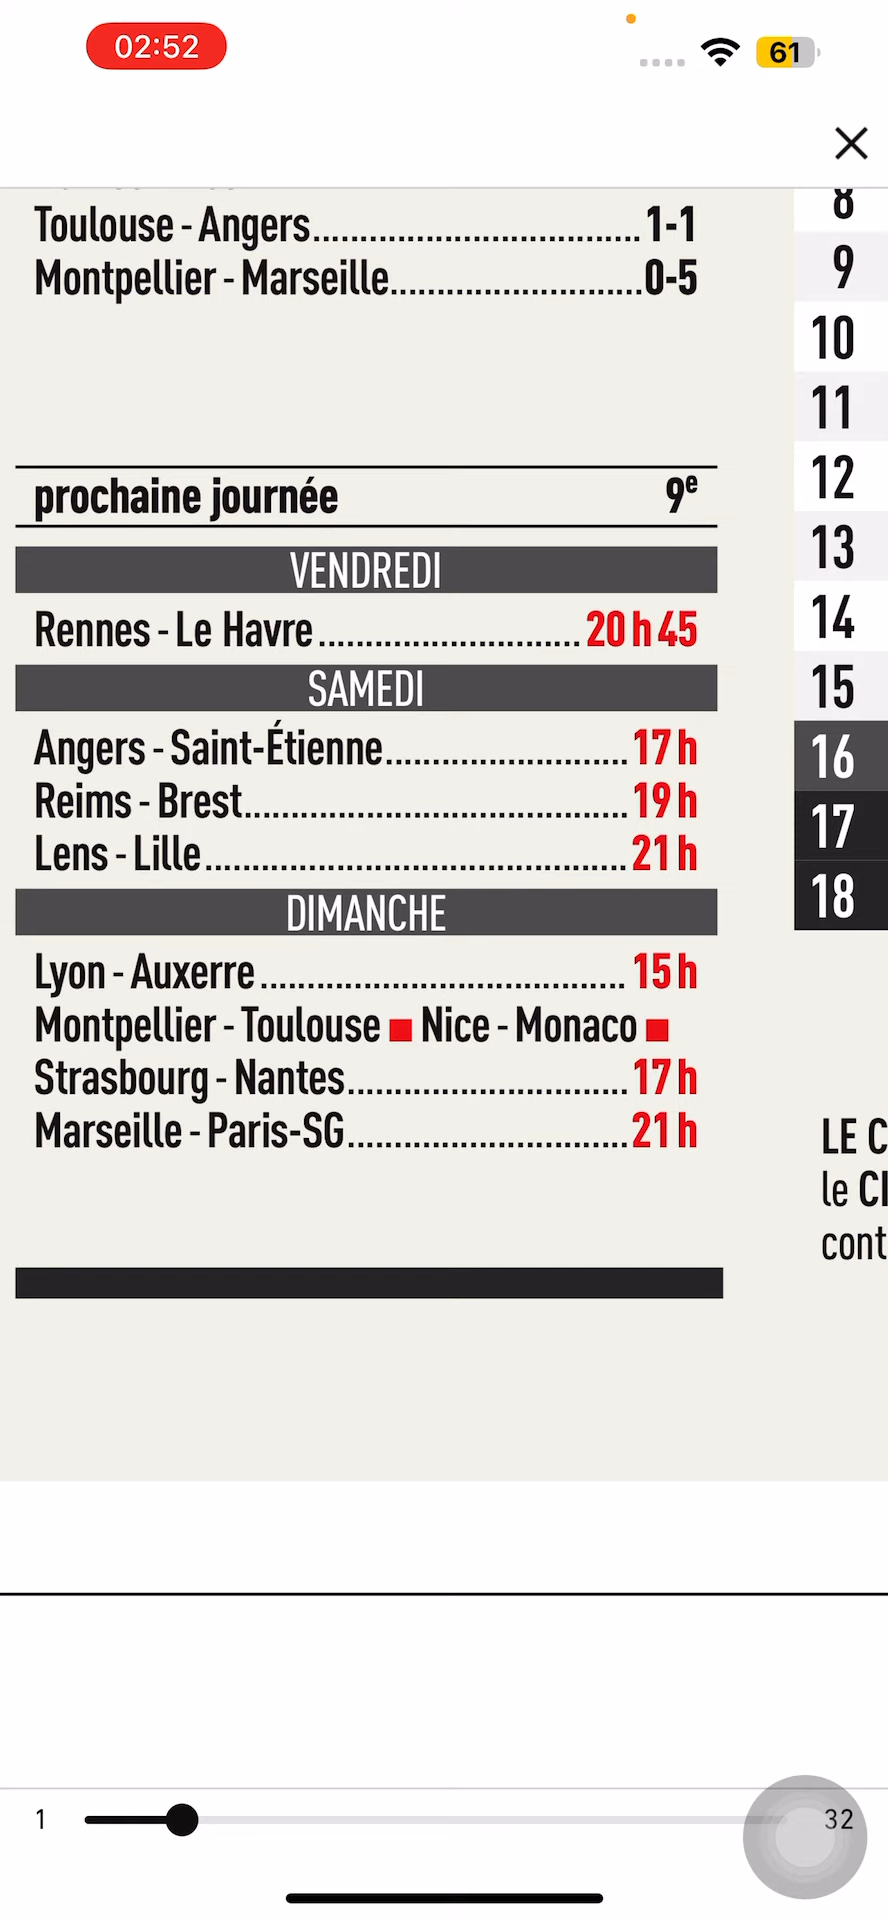 02:52
61
Toulouse - Angers.................................. 1-1
Montpellier - Marseille...........................0-5
prochaine journée 9e
VENDREDI
Rennes - Le Havre............................ 20 h 45
SAMEDI
Angers - Saint-Étienne.......................... 17 h
Reims - Brest......................................... 19 h
Lens - Lille............................................. 21 h
DIMANCHE
Lyon - Auxerre....................................... 15 h
Montpellier - Toulouse ■ Nice - Monaco ■
Strasbourg - Nantes.............................. 17 h
Marseille - Paris-SG..............................21 h
8
9
10
11
12
13
14
15
16
17
18
LE C
le CI
cont
1
32